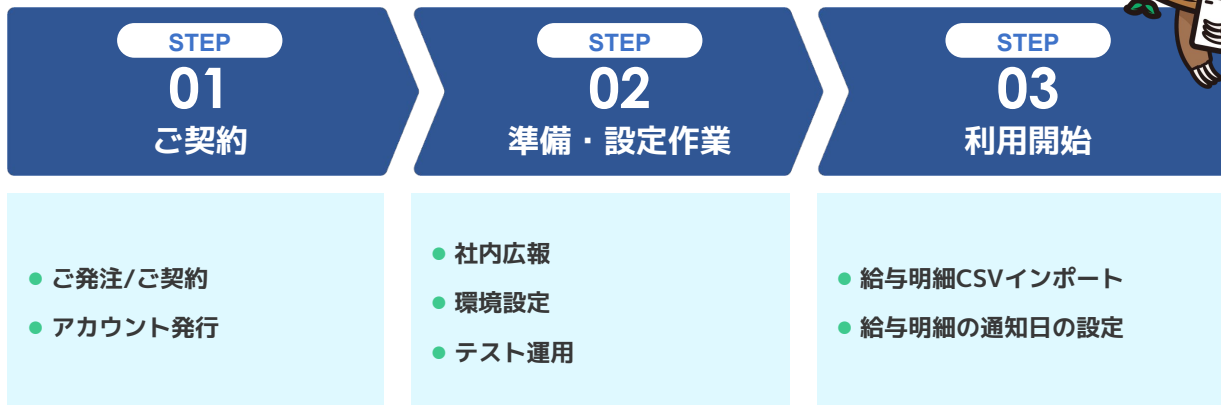 STEP
01
ご契約
STEP
02
準備・設定作業
STEP
03
利用開始
ご発注/ご契約
アカウント発行
社内広報
環境設定
テスト運用
給与明細CSVインポート
給与明細の通知日の設定